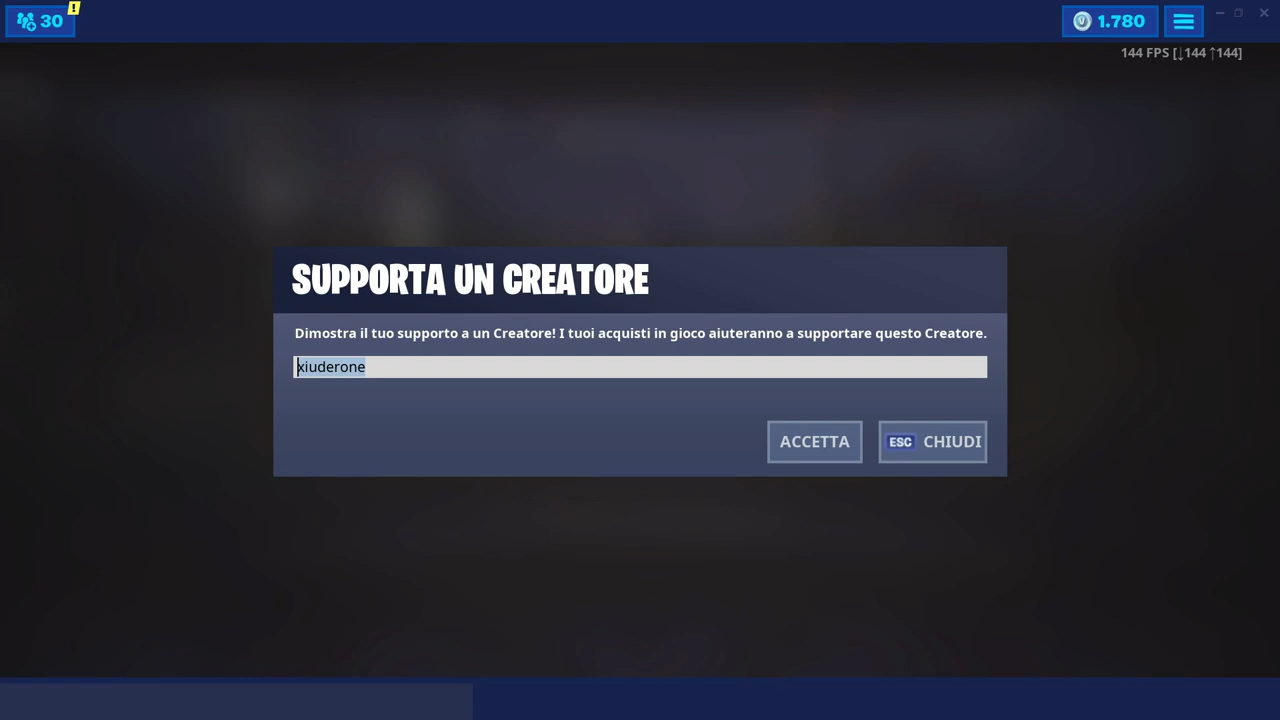 30 !
1.780
144 FPS [↓144 ↑144]
SUPPORTA UN CREATORE
Dimostra il tuo supporto a un Creatore! I tuoi acquisti in gioco aiuteranno a supportare questo Creatore.
xiuderone
ACCETTA
ESC CHIUDI